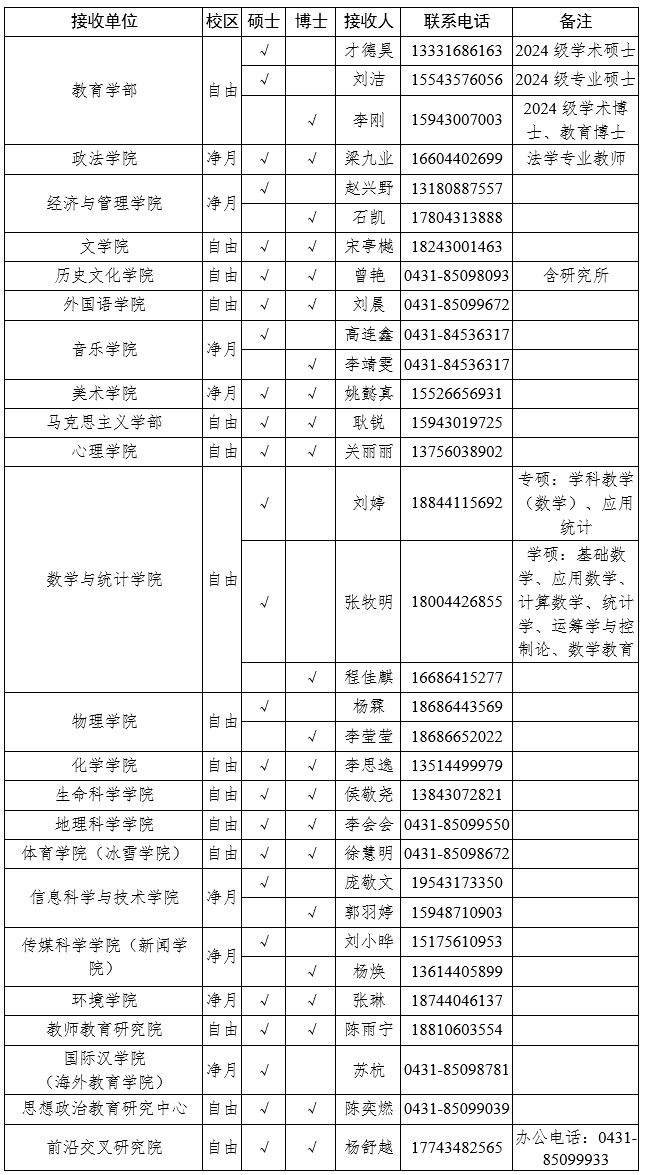 接收单位 校区 硕士 博士 接收人 联系电话 备注
教育学部 自由 √ 才德昊 13331686163 2024 级学术硕士
√ 刘洁 15543576056 2024 级专业硕士
√ 李刚 15943007003 2024 级学术博
士、教育博士
政法学院 净月 √ √ 梁九业 16604402699 法学专业教师
经济与管理学院 净月 √ 赵兴野 13180887557
√ 石凯 17804313888
文学院 自由 √ √ 宋亭樾 18243001463
历史文化学院 自由 √ √ 曾艳 0431-85098093 含研究所
外国语学院 自由 √ √ 刘晨 0431-85099672
音乐学院 净月 √ 高连鑫 0431-84536317
√ 李靖雯 0431-84536317
美术学院 净月 √ √ 姚懿真 15526656931
马克思主义学部 自由 √ √ 耿锐 15943019725
心理学院 自由 √ √ 关丽丽 13756038902
数学与统计学院 自由 √ 刘婷 18844115692 专硕：学科教学
（数学）、应用
统计
√ 张牧明 18004426855 学硕：基础数
学、应用数学、
计算数学、统计
学、运筹学与控
制论、数学教育
√ 程佳麒 16686415277
物理学院 自由 √ 杨霖 18686443569
√ 李莹莹 18686652022
化学学院 自由 √ √ 李思逸 13514499979
生命科学学院 自由 √ √ 侯敬尧 13843072821
地理科学学院 自由 √ √ 李会会 0431-85099550
体育学院（冰雪学院） 自由 √ √ 徐慧明 0431-85098672
信息科学与技术学院 净月 √ 庞敬文 19543173350
√ 郭羽婷 15948710903
传媒科学学院（新闻学
院） 净月 √ 刘小晔 15175610953
√ 杨焕 13614405899
环境学院 净月 √ √ 张琳 18744046137
教师教育研究院 自由 √ √ 陈雨宁 18810603554
国际汉学院
（海外教育学院） 净月 √ 苏杭 0431-85098781
思想政治教育研究中心 自由 √ √ 陈奕燃 0431-85099039
前沿交叉研究院 自由 √ √ 杨舒越 17743482565 办公电话：0431-
85099933